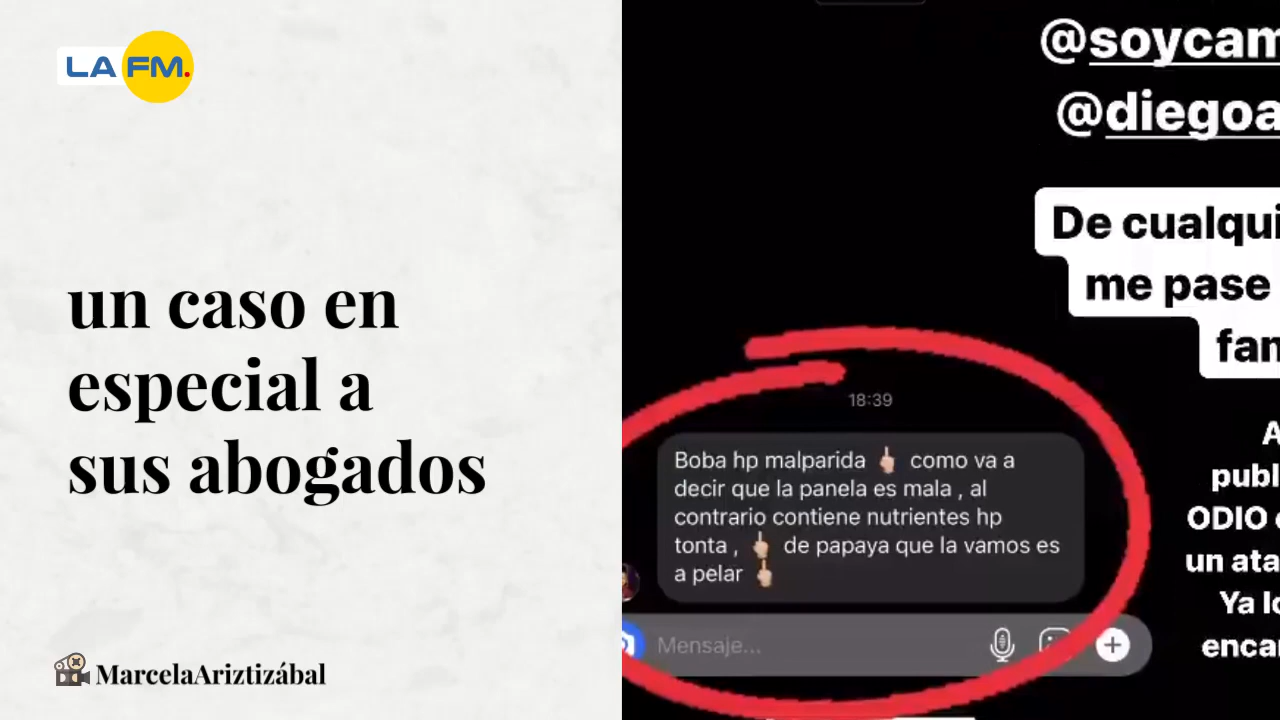 LA FM.
un caso en
especial a
sus abogados
MarcelaAriztizábal
@soycam
@diegoa
De cualqui
me pase
fan
18:39
Boba hp malparida 🖕🏻 como va a
decir que la panela es mala , al
contrario contiene nutrientes hp
tonta , 🖕🏻 de papaya que la vamos es
a pelar 🖕🏻
Mensaje...
A
publ
ODIO
un ata
Ya lo
encar